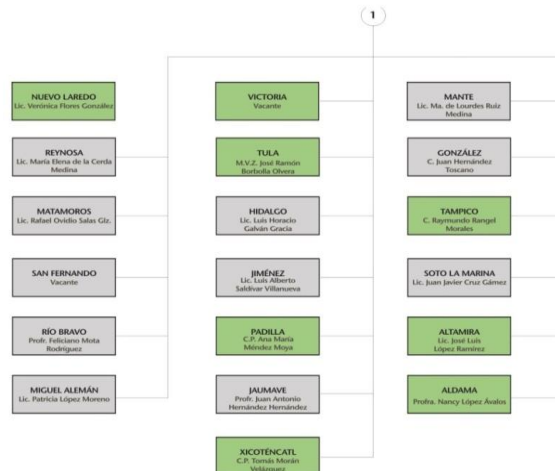 1
NUEVO LAREDO
Lic. Verónica Flores González
REYNOSA
Lic. María Elena de la Cerda
Medina
MATAMOROS
Lic. Rafael Ovidio Salas Glz.
SAN FERNANDO
Vacante
RÍO BRAVO
Profr. Feliciano Mota
Rodríguez
MIGUEL ALEMÁN
Lic. Patricia López Moreno
VICTORIA
Vacante
TULA
M.V.Z. José Ramón
Borbolla Olvera
HIDALGO
Lic. Luis Horacio
Galván Gracia
JIMÉNEZ
Lic. Luis Alberto
Saldívar Villanueva
PADILLA
C.P. Ana María
Méndez Moya
JAUMAVE
Profr. Juan Antonio
Hernández Hernández
XICOTÉNCATL
C.P. Tomás Morán
Velázquez
MANTE
Lic. Ma. de Lourdes Ruiz
Medina
GONZÁLEZ
C. Juan Hernández
Toscano
TAMPICO
C. Raymundo Rangel
Morales
SOTO LA MARINA
Lic. Juan Javier Cruz Gámez
ALTAMIRA
Lic. José Luis
López Ramírez
ALDAMA
Profra. Nancy López Ávalos